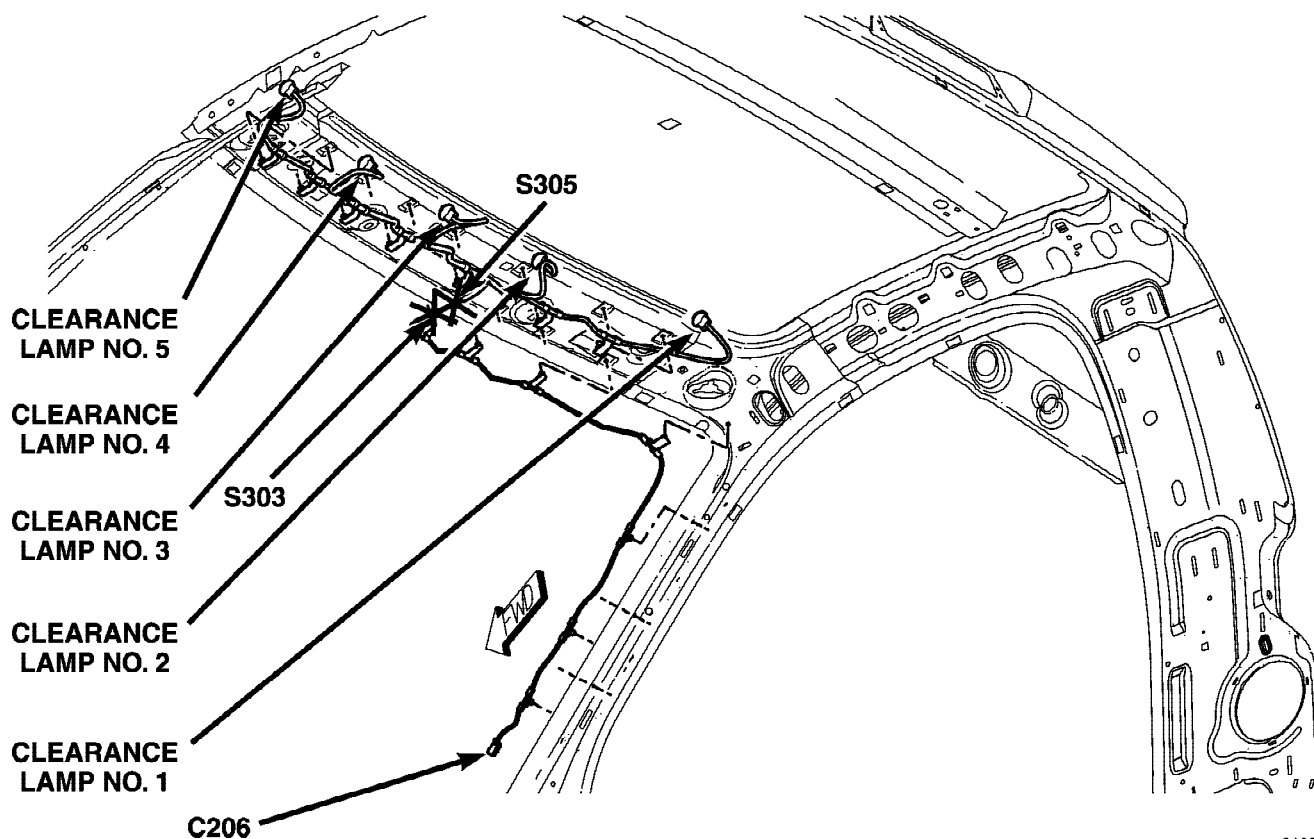 S305
CLEARANCE
LAMP NO. 5
CLEARANCE
LAMP NO. 4
S303
CLEARANCE
LAMP NO. 3
FWD
CLEARANCE
LAMP NO. 2
CLEARANCE
LAMP NO. 1
C206